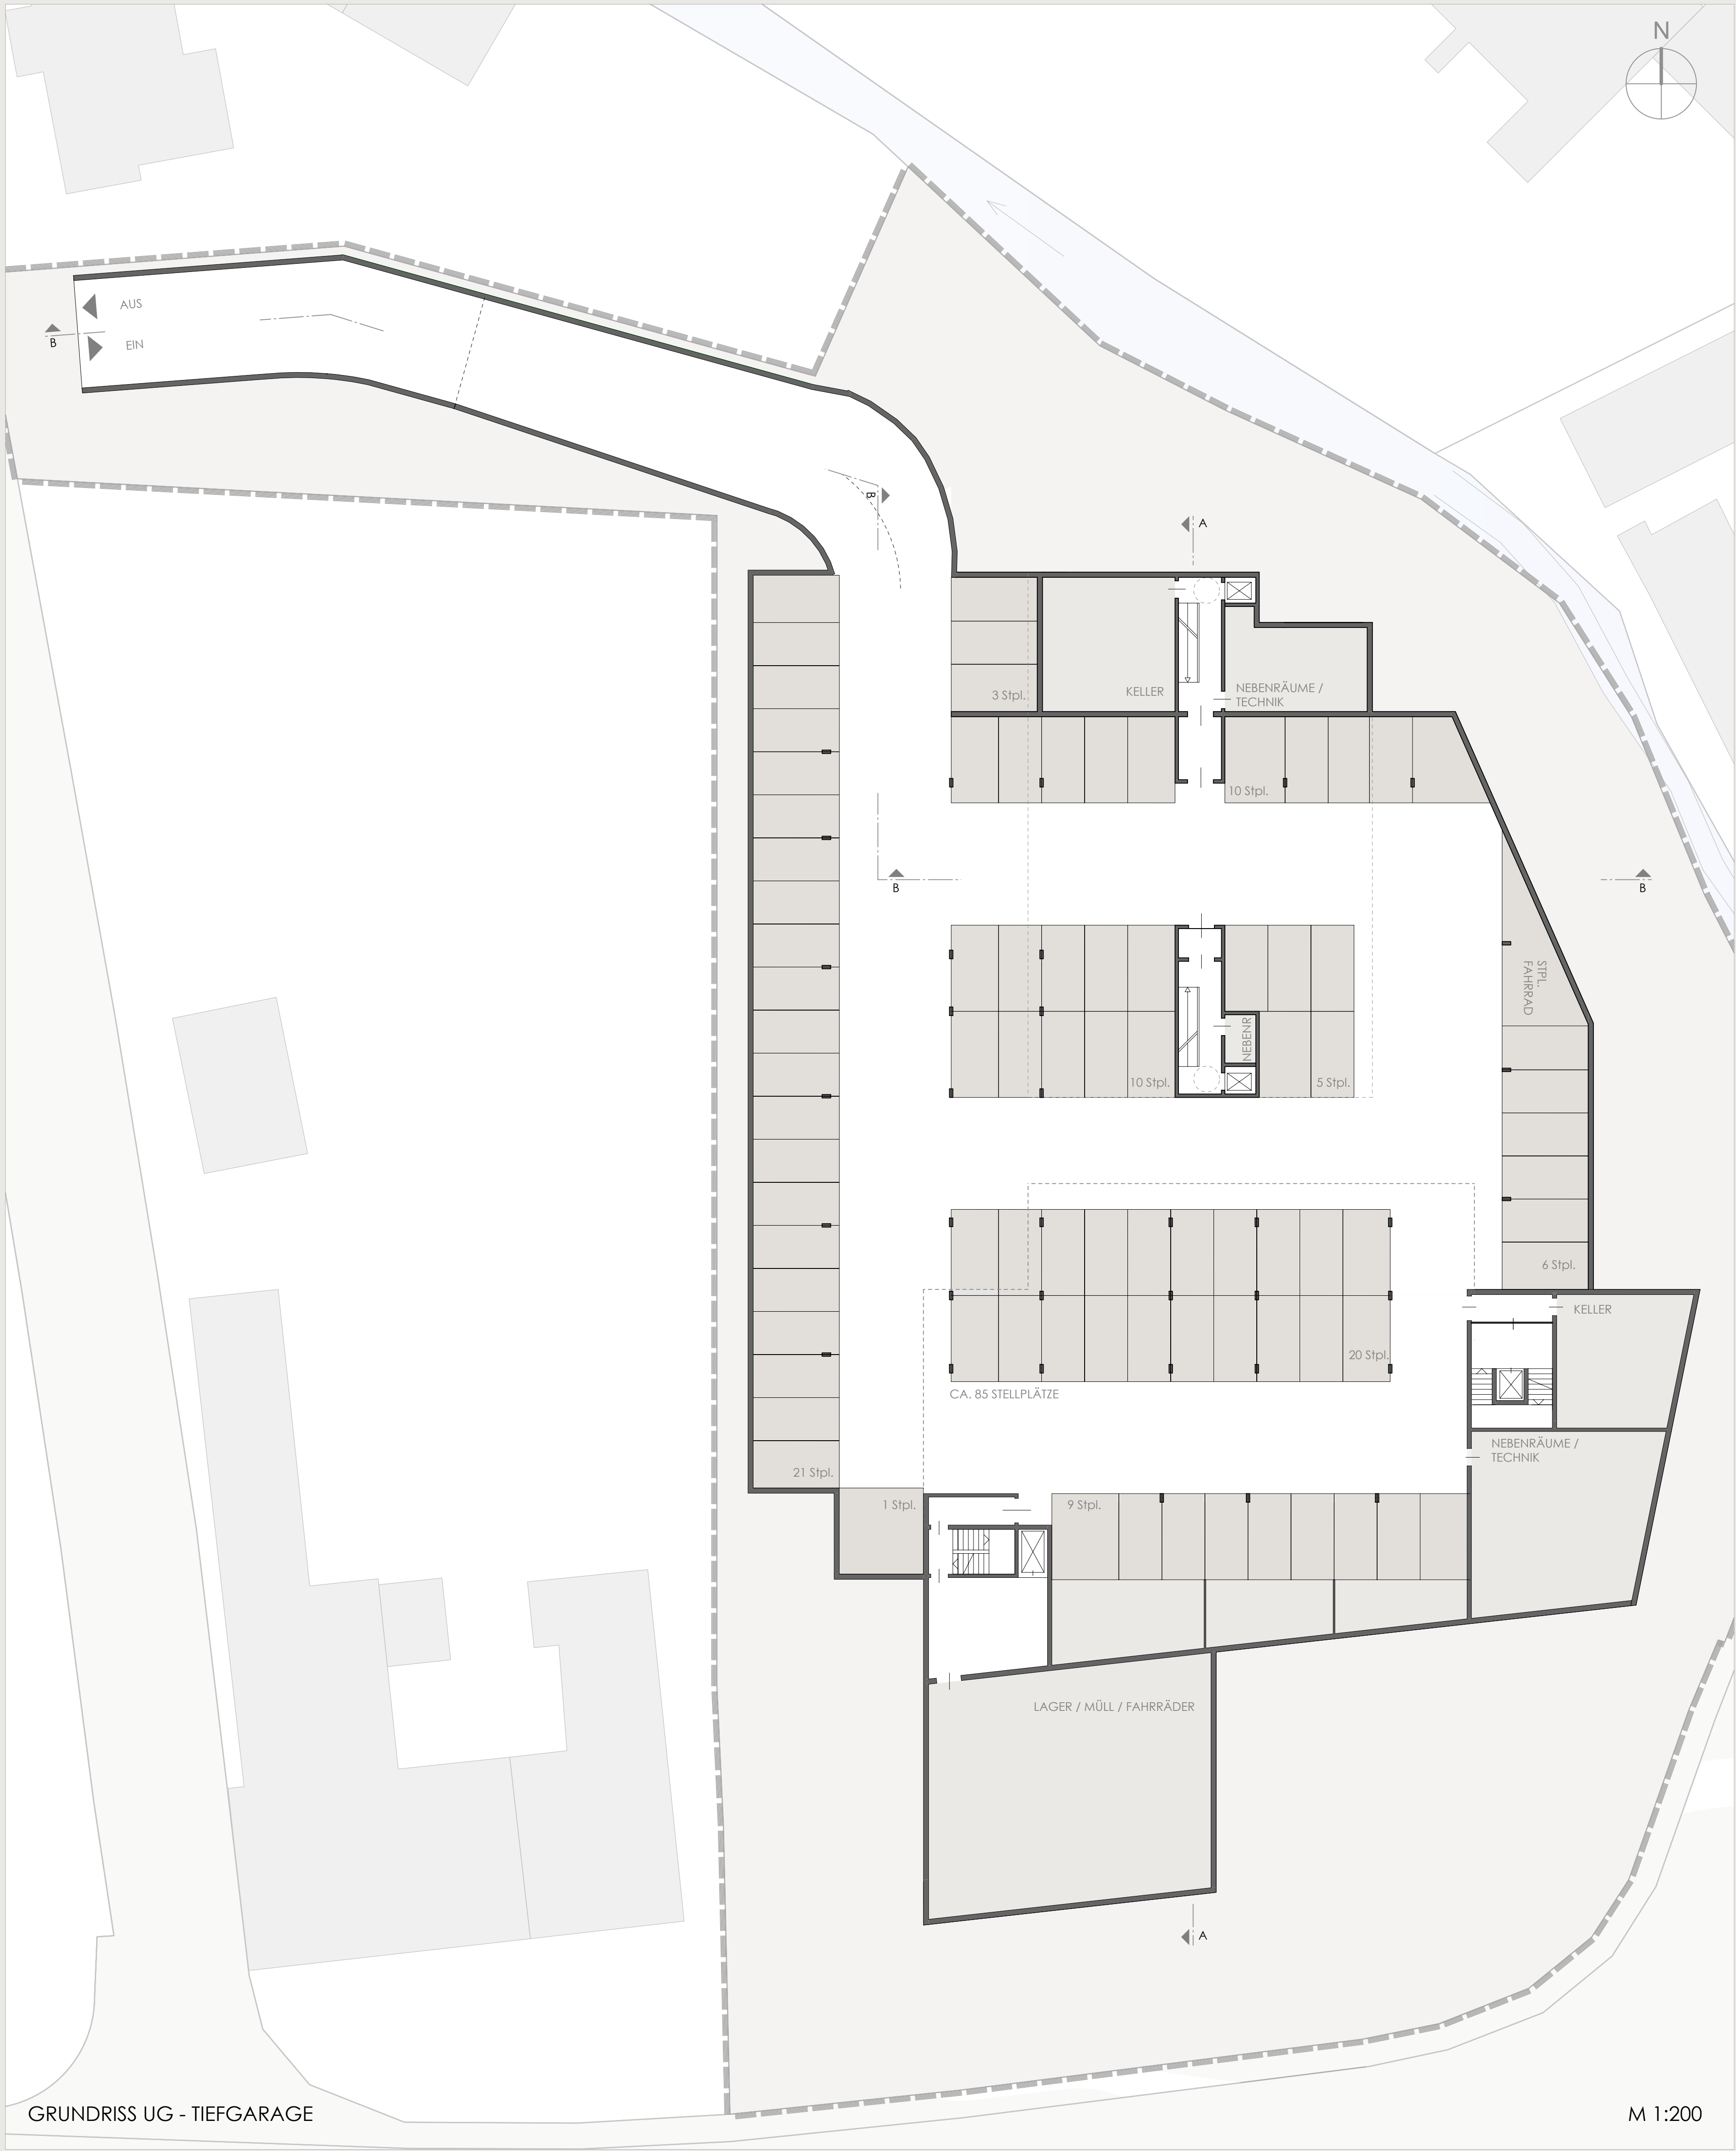 N
AUS
EIN
B
B
A
3 Stpl.
KELLER
NEBENRÄUME /
TECHNIK
10 Stpl.
B
B
STPL.
FAHRRAD
NEBENR
10 Stpl.
5 Stpl.
6 Stpl.
KELLER
20 Stpl.
CA. 85 STELLPLÄTZE
NEBENRÄUME /
TECHNIK
21 Stpl.
1 Stpl.
9 Stpl.
LAGER / MÜLL / FAHRRÄDER
A
GRUNDRISS UG - TIEFGARAGE
M 1:200